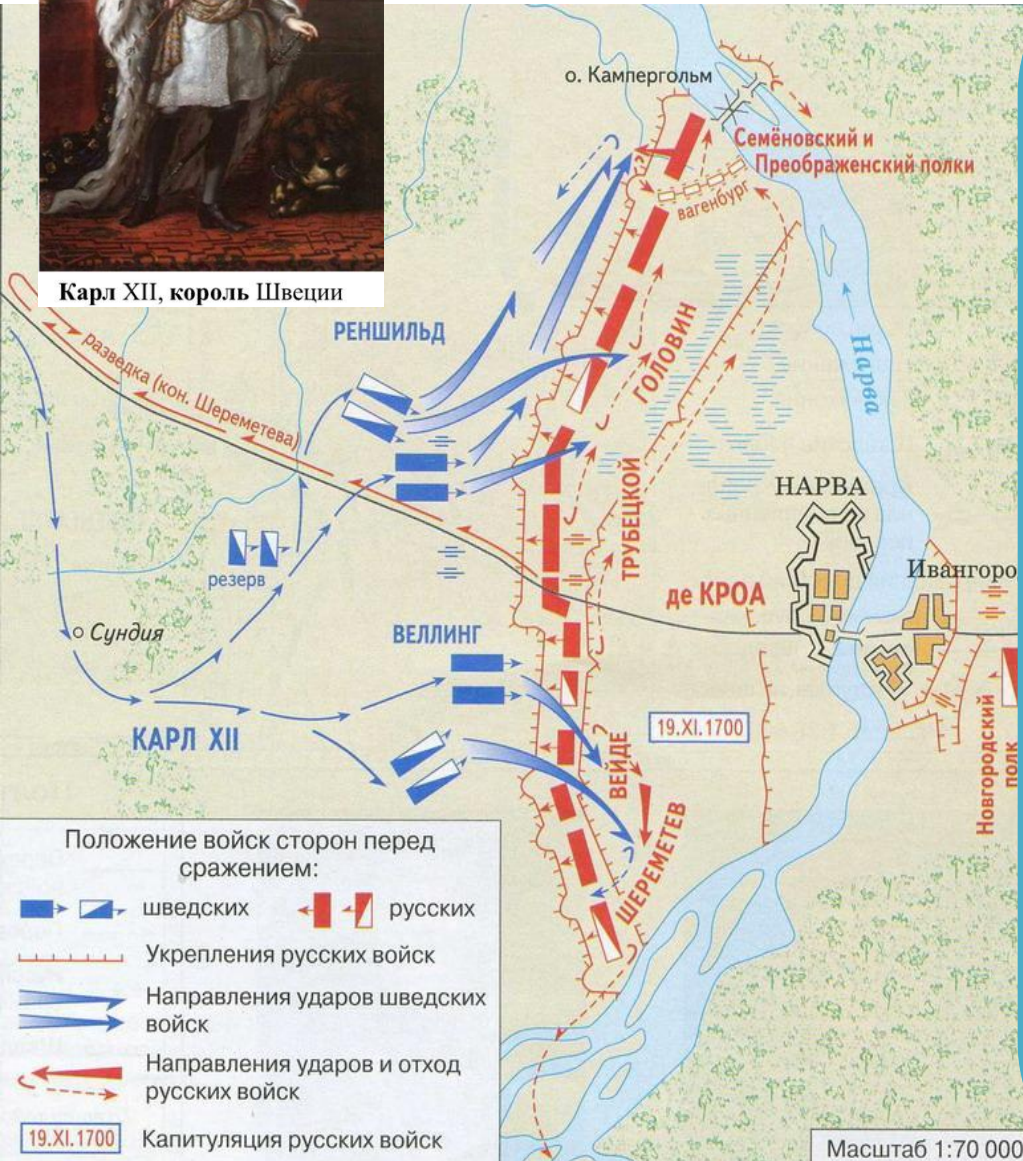 о. Кампергольм
Семёновский и
Преображенский полки
вагенбург
Карл XII, король Швеции
РЕНШИЛЬД
разведка (кон. Шереметева)
ГОЛОВИН
Нарва
ТРУБЕЦКОЙ
НАРВА
резерв
Ивангоро
де КРОА
Сундия
ВЕЛЛИНГ
КАРЛ XII
19.XI.1700
ВЕЙДЕ
ШЕРЕМЕТЕВ
Новгородский
полк
Положение войск сторон перед
сражением:
шведских
русских
Укрепления русских войск
Направления ударов шведских
войск
Направления ударов и отход
русских войск
19.XI.1700 Капитуляция русских войск
Масштаб 1:70 000